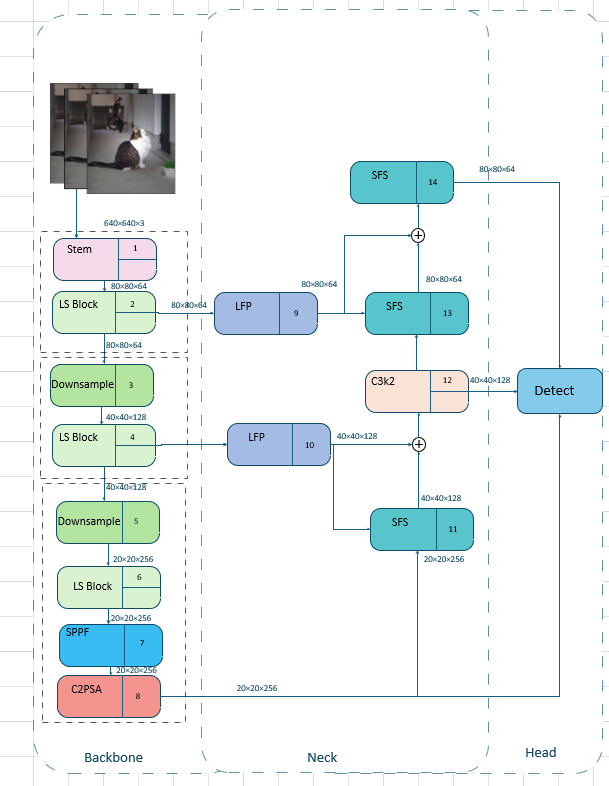 640×640×3
Stem 1
80×80×64
LS Block 2
80×80×64
80×80×64
Downsample 3
40×40×128
LS Block 4
40×40×128
Downsample 5
20×20×256
LS Block 6
20×20×256
SPPF 7
20×20×256
C2PSA 8
20×20×256
Backbone
LFP 9
80×80×64
LFP 10
40×40×128
SFS 14
80×80×64
80×80×64
SFS 13
C3k2 12
40×40×128
40×40×128
SFS 11
20×20×256
Neck
Detect
Head